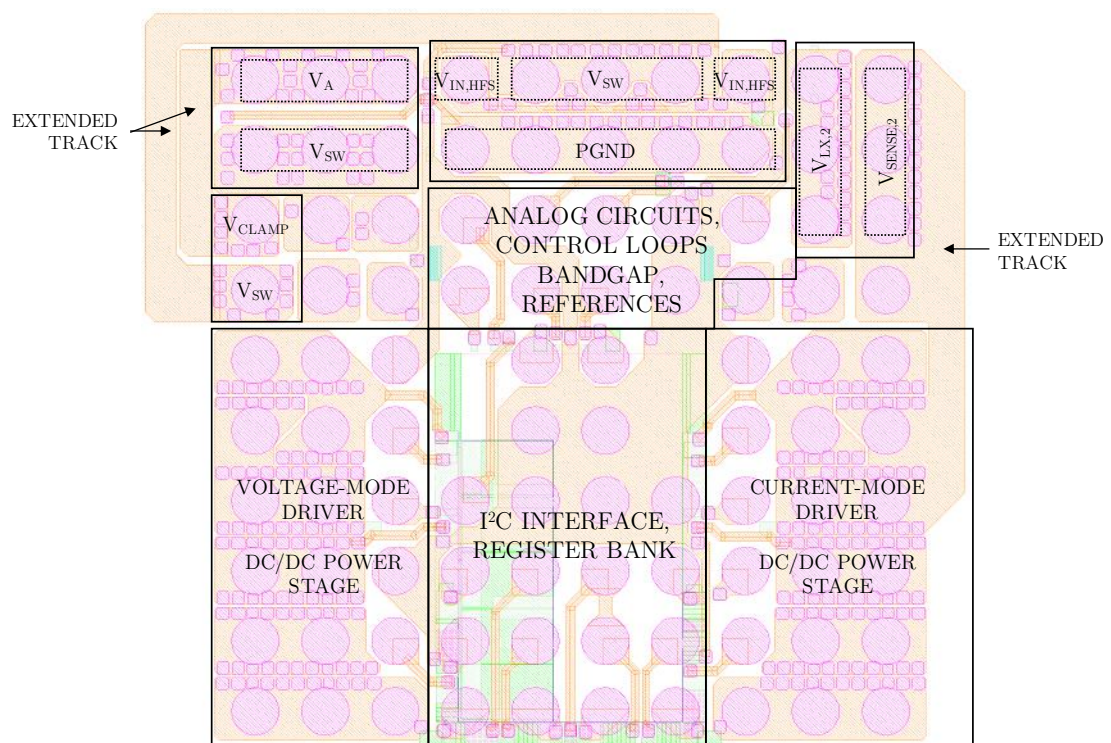 V_A
V_IN,HFS
V_SW
V_IN,HFS
EXTENDED
TRACK
V_SW
PGND
V_LX,2
V_SENSE,2
V_CLAMP
V_SW
ANALOG CIRCUITS,
CONTROL LOOPS
BANDGAP,
REFERENCES
EXTENDED
TRACK
VOLTAGE-MODE
DRIVER
DC/DC POWER
STAGE
I²C INTERFACE,
REGISTER BANK
CURRENT-MODE
DRIVER
DC/DC POWER
STAGE